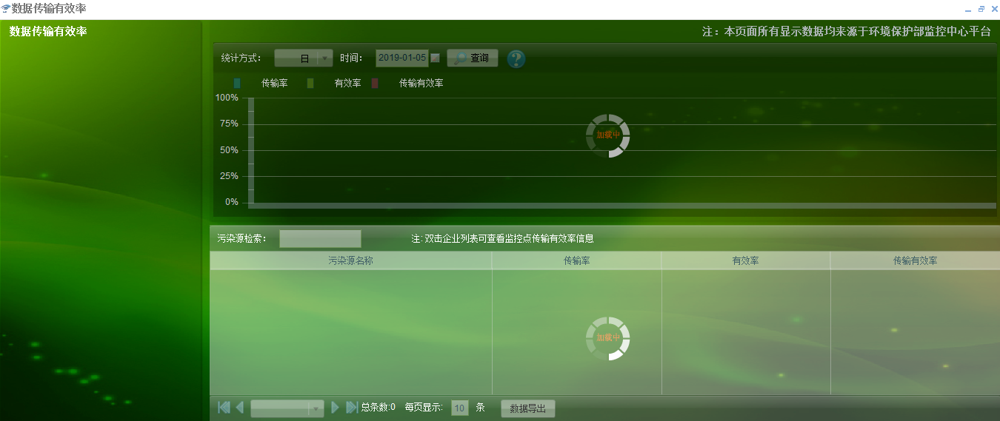 数据传输有效率
数据传输有效率
注：本页面所有显示数据均来源于环境保护部监控中心平台
统计方式： 日 时间： 2019-01-05 查询 ?
传输率 有效率 传输有效率
100%
75%
加载中
50%
25%
0%
污染源检索： 注:双击企业列表可查看监控点传输有效率信息
污染源名称 传输率 有效率 传输有效率
加载中
总条数:0 每页显示: 10 条 数据导出